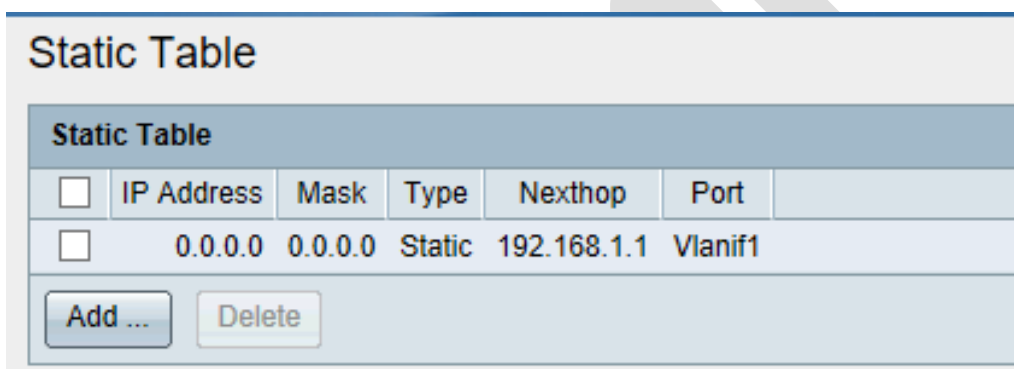 Static Table
Static Table
IP Address Mask Type Nexthop Port
0.0.0.0 0.0.0.0 Static 192.168.1.1 Vlanif1
Add ... Delete